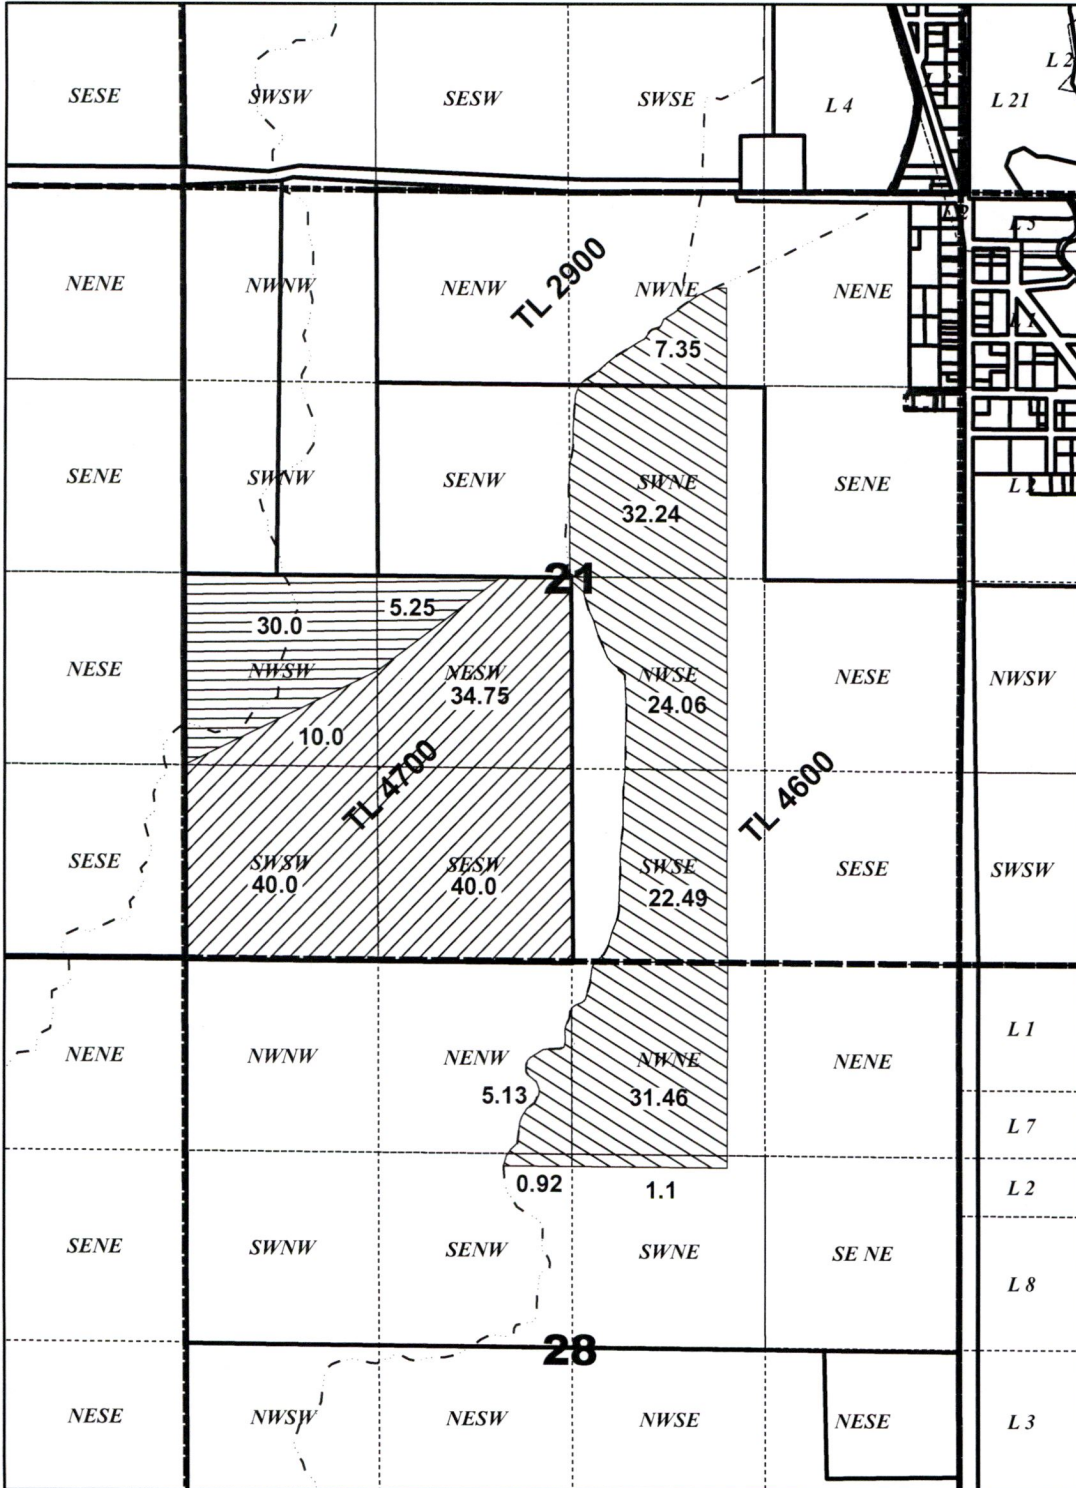 SESE SWSW SESW SWSE L 4 L 21 L 2
NENE NWNW NENW TL 2900 NWNE NENE L 5
7.35 L 1
SENE SWNW SENW SWNE SENE L 2
32.24
21
30.0 5.25
NESE NWSW NESW NWSE NESE NWSW
34.75 24.06
10.0
TL 4700 TL 4600
SESE SWSW SESW SWSE SESE SWSW
40.0 40.0 22.49
NENE NWNW NENW NWNE NENE L 1
5.13 31.46 L 7
0.92 1.1 L 2
SENE SWNW SENW SWNE SE NE L 8
28
NESE NWSW NESW NWSE NESE L 3